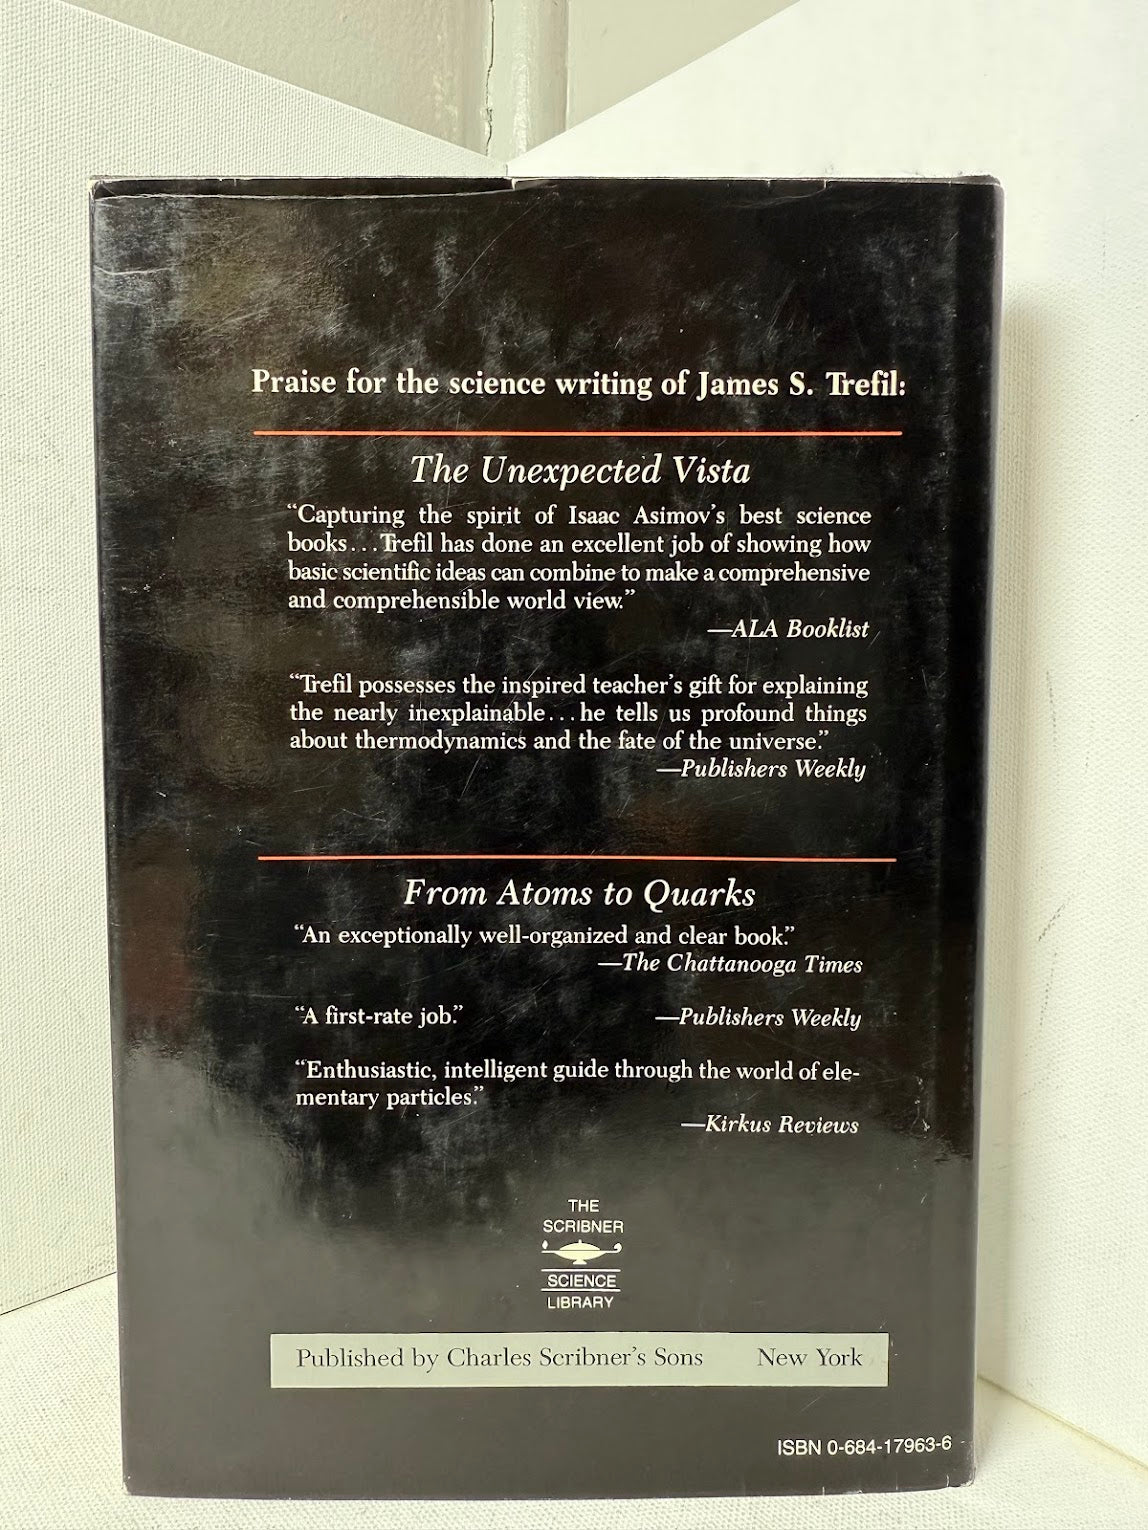 Praise for the science writing of James S. Trefil:
The Unexpected Vista
“Capturing the spirit of Isaac Asimov’s best science
books...Trefil has done an excellent job of showing how
basic scientific ideas can combine to make a comprehensive
and comprehensible world view.”
—ALA Booklist
“Trefil possesses the inspired teacher’s gift for explaining
the nearly inexplainable...he tells us profound things
about thermodynamics and the fate of the universe.”
—Publishers Weekly
From Atoms to Quarks
“An exceptionally well-organized and clear book.”
—The Chattanooga Times
“A first-rate job.” —Publishers Weekly
“Enthusiastic, intelligent guide through the world of ele-
mentary particles.”
—Kirkus Reviews
THE
SCRIBNER
SCIENCE
LIBRARY
Published by Charles Scribner’s Sons New York
ISBN 0-684-17963-6